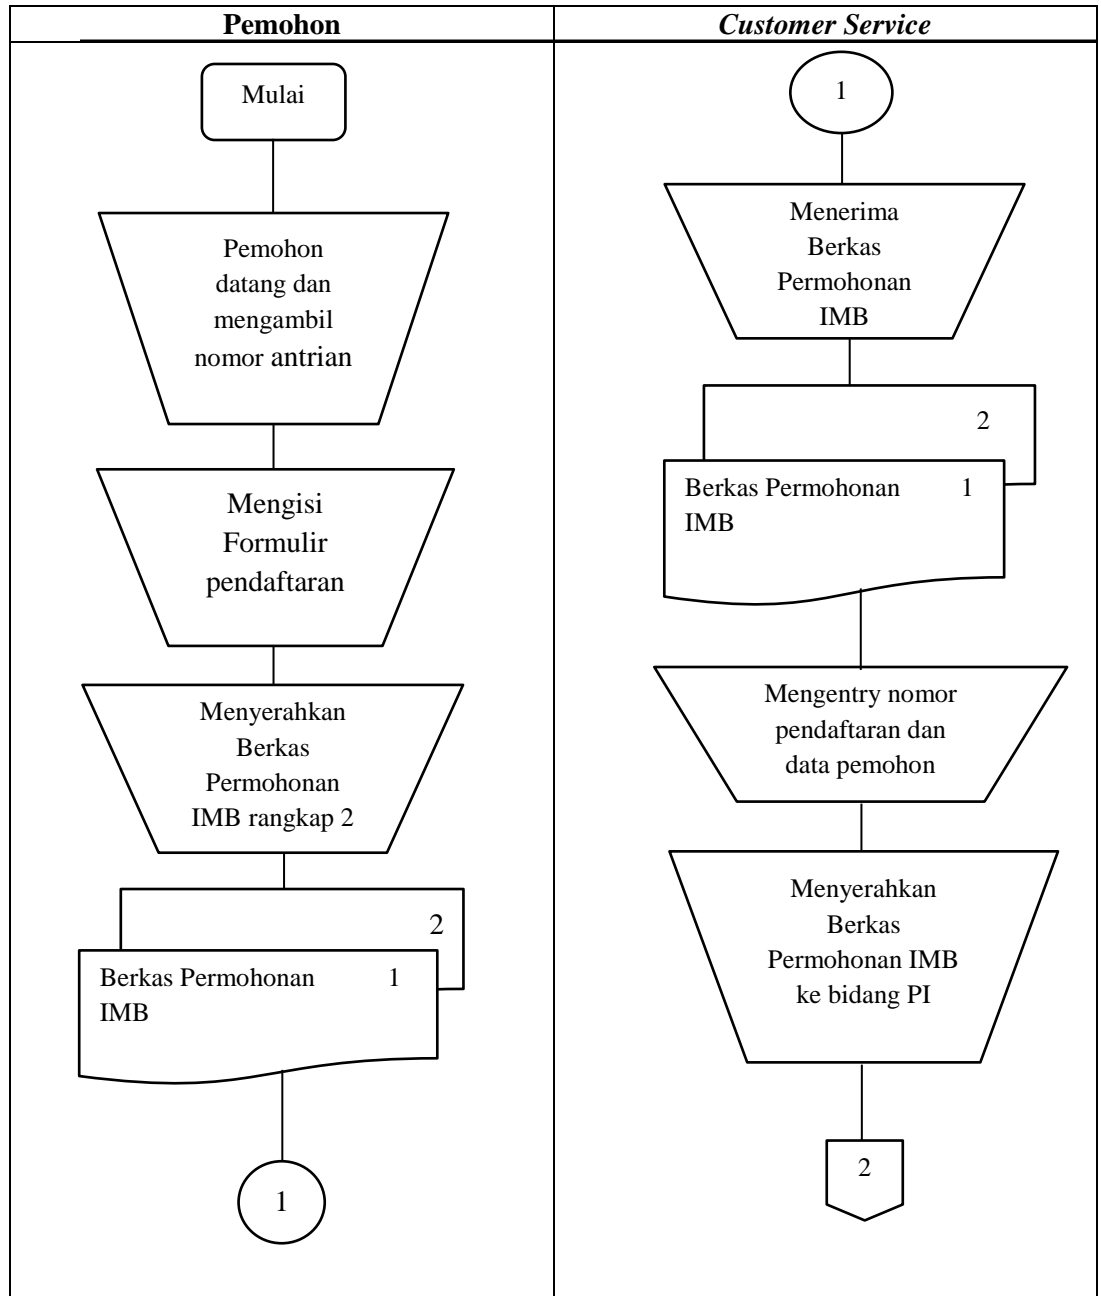 Pemohon
Mulai
Pemohon
datang dan
mengambil
nomor antrian
Mengisi
Formulir
pendaftaran
Menyerahkan
Berkas
Permohonan
IMB rangkap 2
2
Berkas Permohonan 1
IMB
1
Customer Service
1
Menerima
Berkas
Permohonan
IMB
2
Berkas Permohonan 1
IMB
Mengentry nomor
pendaftaran dan
data pemohon
Menyerahkan
Berkas
Permohonan IMB
ke bidang PI
2